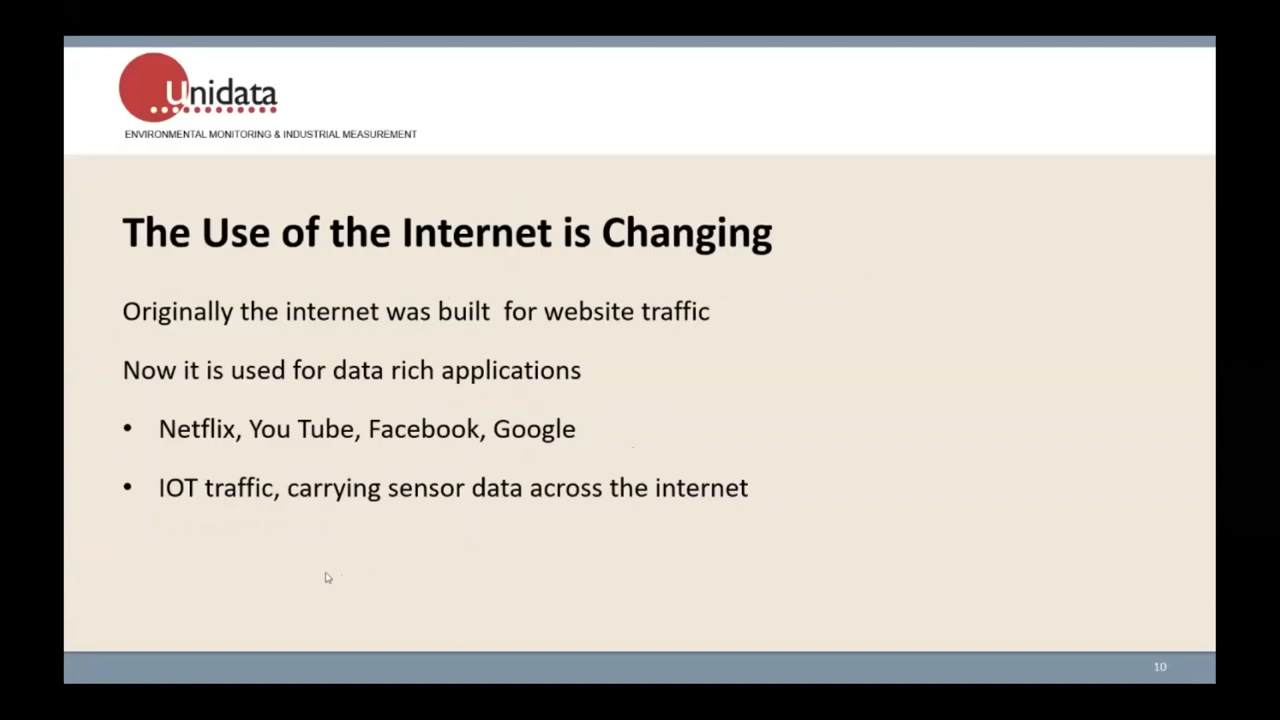 Unidata
ENVIRONMENTAL MONITORING & INDUSTRIAL MEASUREMENT
The Use of the Internet is Changing
Originally the internet was built  for website traffic
Now it is used for data rich applications
• Netflix, You Tube, Facebook, Google
• IOT traffic, carrying sensor data across the internet
10